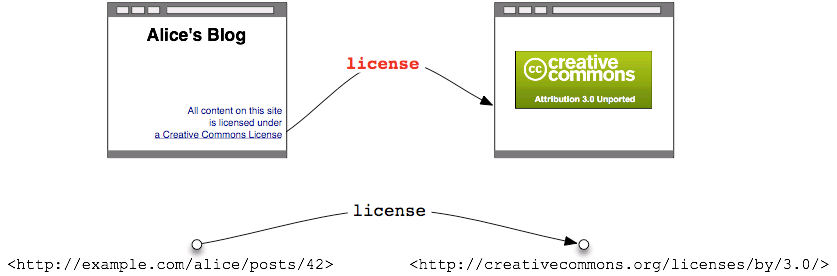 Alice's Blog
All content on this site
is licensed under
a Creative Commons License
license
cc creative
commons
Attribution 3.0 Unported
license
<http://example.com/alice/posts/42>
<http://creativecommons.org/licenses/by/3.0/>